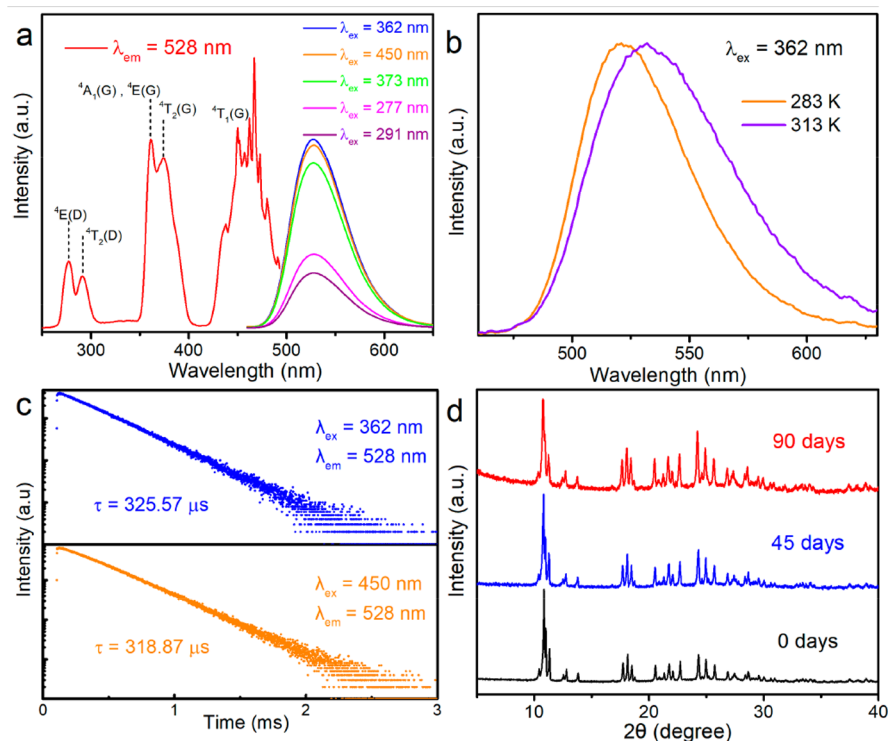 a
λem = 528 nm
λex = 362 nm
λex = 450 nm
λex = 373 nm
λex = 277 nm
λex = 291 nm
⁴A₁(G) , ⁴E(G)
⁴T₂(G)
⁴T₁(G)
⁴E(D)
⁴T₂(D)
Intensity (a.u.)
300 400 500 600
Wavelength (nm)
b
λex = 362 nm
283 K
313 K
Intensity (a.u.)
500 550 600
Wavelength (nm)
c
λex = 362 nm
λem = 528 nm
τ = 325.57 μs
λex = 450 nm
λem = 528 nm
τ = 318.87 μs
Intensity (a.u)
0 1 2 3
Time (ms)
d
90 days
45 days
0 days
Intensity (a.u.)
10 20 30 40
2θ (degree)